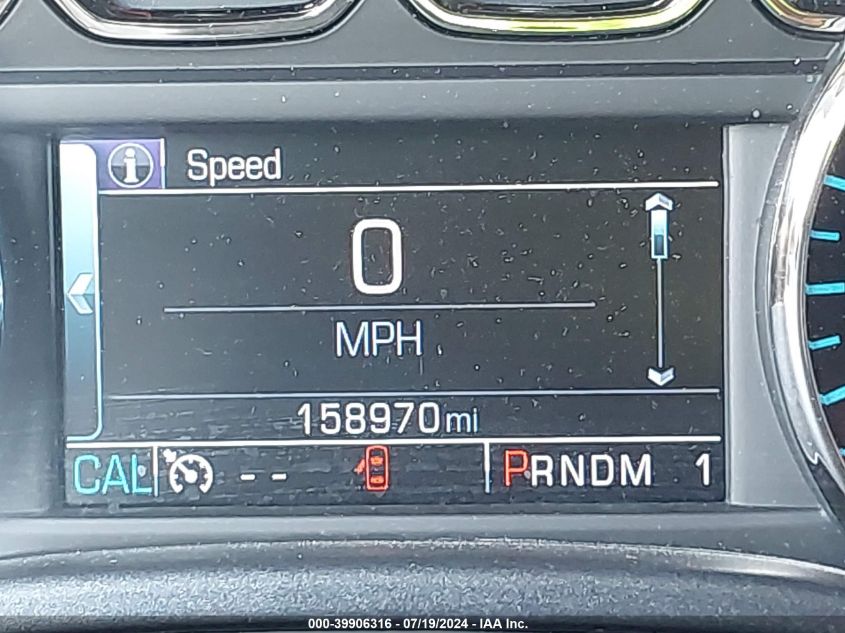 Speed
0
MPH
158970mi
CAL -- PRNDM 1
000-39906316 - 07/19/2024 - IAA Inc.